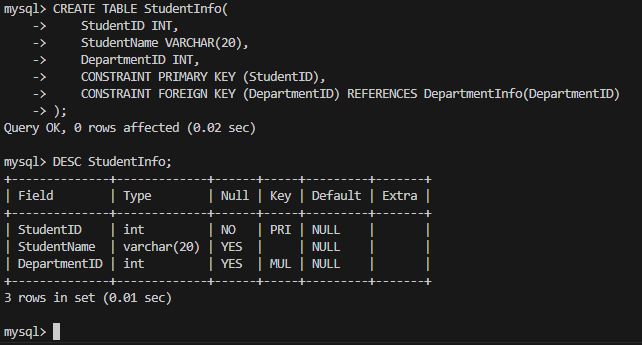 mysql> CREATE TABLE StudentInfo(
    ->     StudentID INT,
    ->     StudentName VARCHAR(20),
    ->     DepartmentID INT,
    ->     CONSTRAINT PRIMARY KEY (StudentID),
    ->     CONSTRAINT FOREIGN KEY (DepartmentID) REFERENCES DepartmentInfo(DepartmentID)
    -> );
Query OK, 0 rows affected (0.02 sec)

mysql> DESC StudentInfo;
+--------------+-------------+------+-----+---------+-------+
| Field        | Type        | Null | Key | Default | Extra |
+--------------+-------------+------+-----+---------+-------+
| StudentID    | int         | NO   | PRI | NULL    |       |
| StudentName  | varchar(20) | YES  |     | NULL    |       |
| DepartmentID | int         | YES  | MUL | NULL    |       |
+--------------+-------------+------+-----+---------+-------+
3 rows in set (0.01 sec)

mysql>